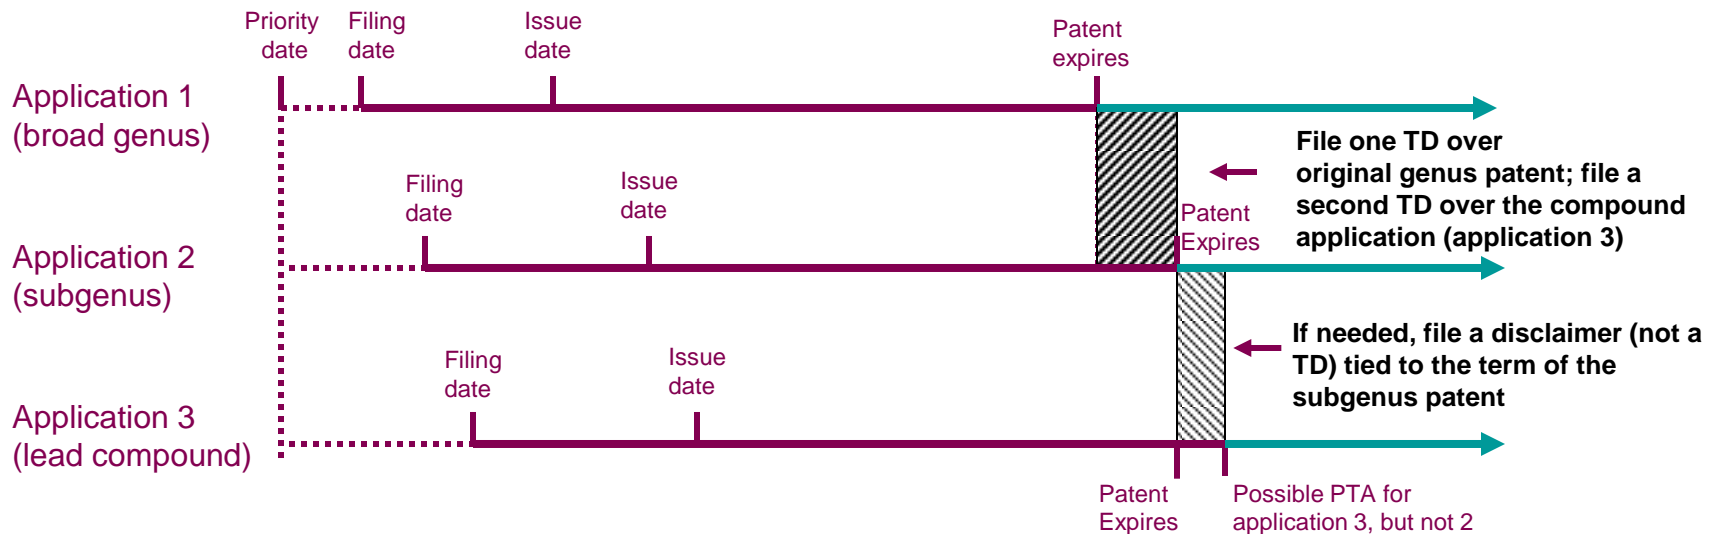 Priority
date
Filing
date
Issue
date
Patent
expires
Application 1
(broad genus)
File one TD over
original genus patent; file a
second TD over the compound
application (application 3)
Filing
date
Issue
date
Patent
Expires
Application 2
(subgenus)
If needed, file a disclaimer (not a
TD) tied to the term of the
subgenus patent
Filing
date
Issue
date
Application 3
(lead compound)
Patent
Expires
Possible PTA for
application 3, but not 2